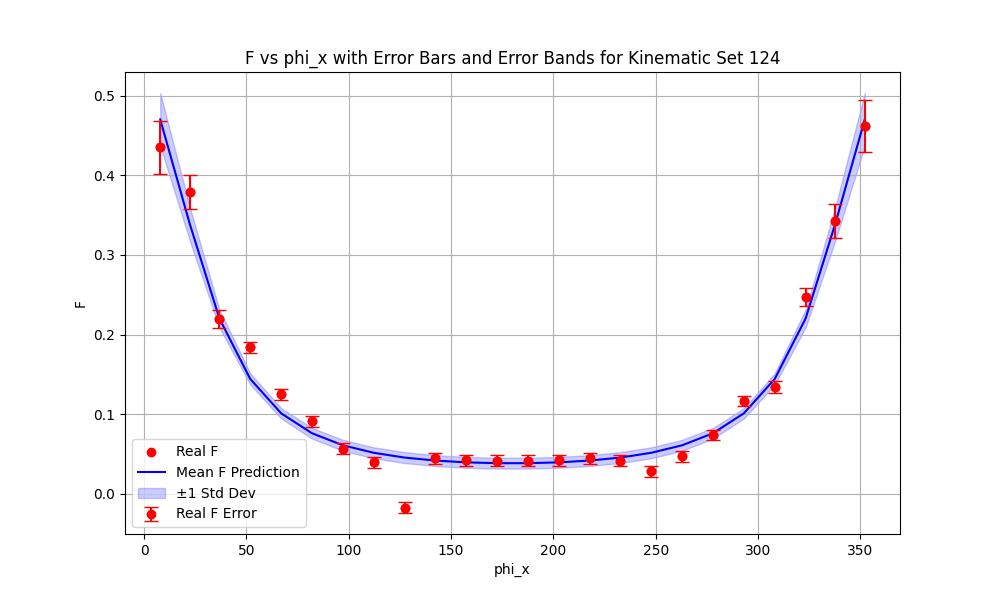 F vs phi_x with Error Bars and Error Bands for Kinematic Set 124
0.5
0.4
0.3
0.2
0.1
0.0
F
Real F
Mean F Prediction
±1 Std Dev
Real F Error
0 50 100 150 200 250 300 350
phi_x